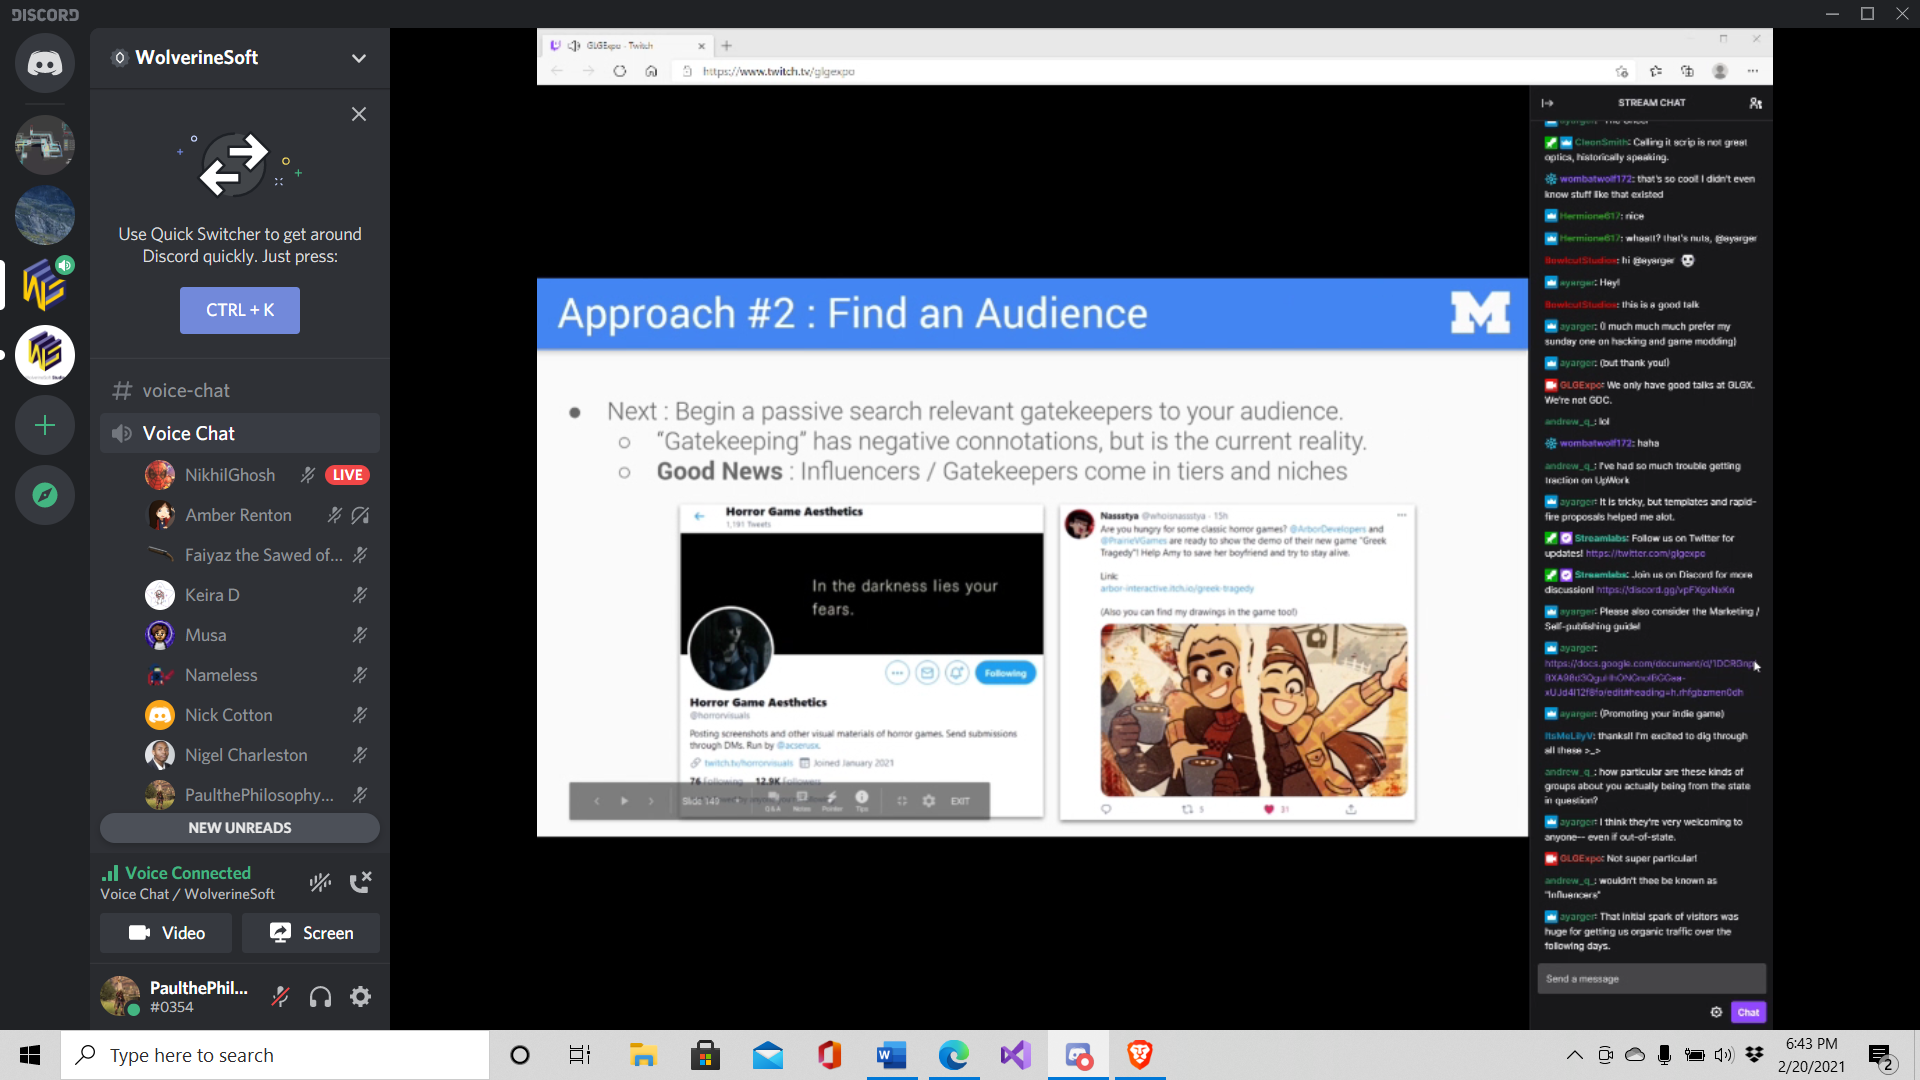 DISCORD
WolverineSoft
Use Quick Switcher to get around
Discord quickly. Just press:
CTRL + K
voice-chat
Voice Chat
NikhilGhosh LIVE
Amber Renton
Faiyaz the Sawed of...
Keira D
Musa
Nameless
Nick Cotton
Nigel Charleston
PaulthePhilosophy...
NEW UNREADS
Voice Connected
Voice Chat / WolverineSoft
Video Screen
PaulthePhil...
#0354
GLGExpo - Twitch
https://www.twitch.tv/glgexpo
Approach #2 : Find an Audience
M
Next : Begin a passive search relevant gatekeepers to your audience.
“Gatekeeping” has negative connotations, but is the current reality.
Good News : Influencers / Gatekeepers come in tiers and niches
Horror Game Aesthetics
1,191 Tweets
In the darkness lies your
fears.
Following
Horror Game Aesthetics
@horrorvisuals
Posting screenshots and other visual materials of horror games. Send submissions
through DMs. Run by @acserusx.
twitch.tv/horrorvisuals Joined January 2021
76 Following 12.9K Followers
Slide 149
Q&A Notes Pointer Tips EXIT
Nassstya @whoisnassstya · 15h
Are you hungry for some classic horror games? @ArborDevelopers and
@PrairieVGames are ready to show the demo of their new game "Greek
Tragedy"! Help Amy to save her boyfriend and try to stay alive.
Link:
arbor-interactive.itch.io/greek-tragedy
(Also you can find my drawings in the game too!)
3 31
STREAM CHAT
CleonSmith: Calling it scrip is not great
optics, historically speaking.
wombatwolf172: that's so cool! I didn't even
know stuff like that existed
Hermione617: nice
Hermione617: whaatt? that's nuts, @ayarger
BowlcutStudios: hi @ayarger
ayarger: Hey!
BowlcutStudios: this is a good talk
ayarger: (I much much much prefer my
sunday one on hacking and game modding)
ayarger: (but thank you!)
GLGExpo: We only have good talks at GLGX.
We're not GDC.
andrew_q_: lol
wombatwolf172: haha
andrew_q_: I've had so much trouble getting
traction on UpWork
ayarger: It is tricky, but templates and rapid-
fire proposals helped me alot.
Streamlabs: Follow us on Twitter for
updates! https://twitter.com/glgexpo
Streamlabs: Join us on Discord for more
discussion! https://discord.gg/vpFXgxNxKn
ayarger: Please also consider the Marketing /
Self-publishing guide!
ayarger:
ayarger: (Promoting your indie game)
ItsMeLilyV: thanks!! I'm excited to dig through
all these >_>
andrew_q_: how particular are these kinds of
groups about you actually being from the state
in question?
ayarger: I think they're very welcoming to
anyone-- even if out-of-state.
GLGExpo: Not super particular!
andrew_q_: wouldn't thee be known as
"Influencers"
ayarger: That initial spark of visitors was
huge for getting us organic traffic over the
following days.
Send a message
Chat
Type here to search
6:43 PM
2/20/2021
2